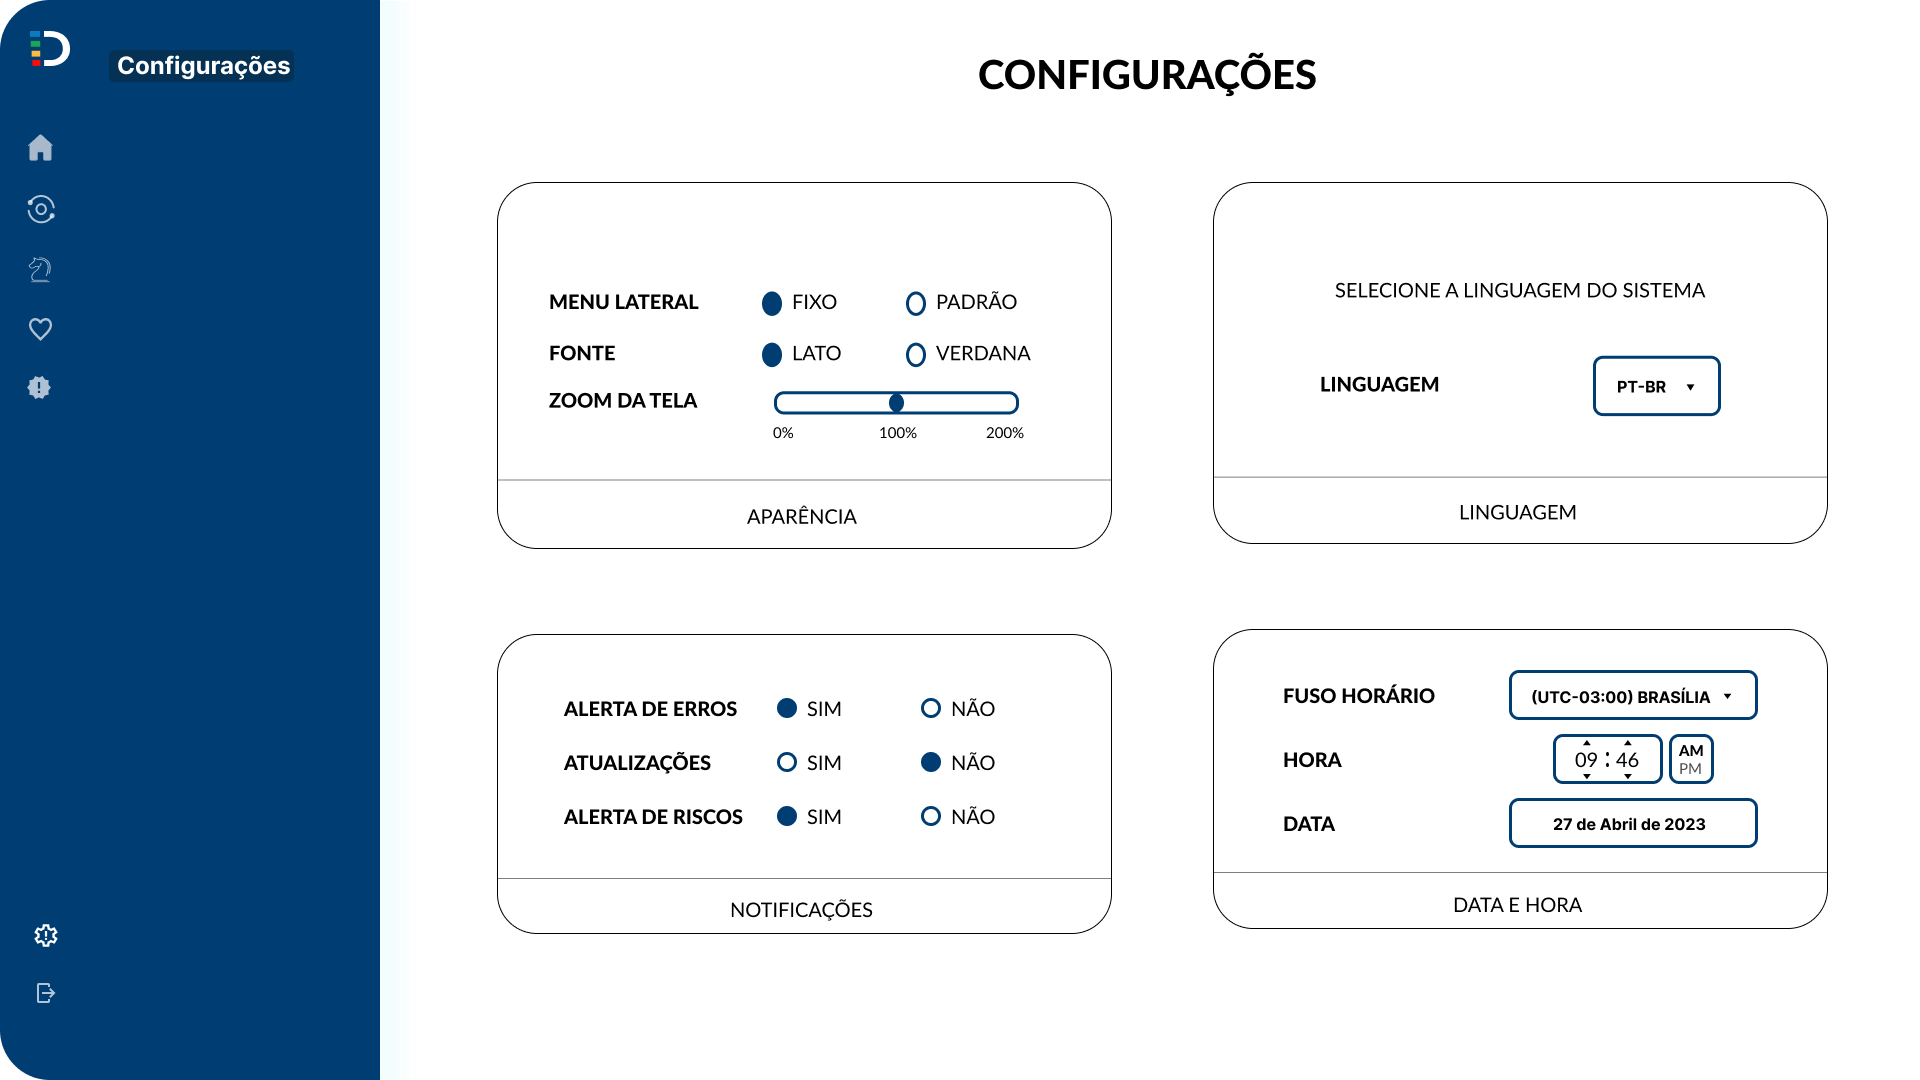 Configurações
CONFIGURAÇÕES
MENU LATERAL FIXO PADRÃO
FONTE LATO VERDANA
ZOOM DA TELA
0% 100% 200%
APARÊNCIA
SELECIONE A LINGUAGEM DO SISTEMA
LINGUAGEM PT-BR
LINGUAGEM
ALERTA DE ERROS SIM NÃO
ATUALIZAÇÕES SIM NÃO
ALERTA DE RISCOS SIM NÃO
NOTIFICAÇÕES
FUSO HORÁRIO (UTC-03:00) BRASÍLIA
HORA 09 : 46 AM
PM
DATA 27 de Abril de 2023
DATA E HORA